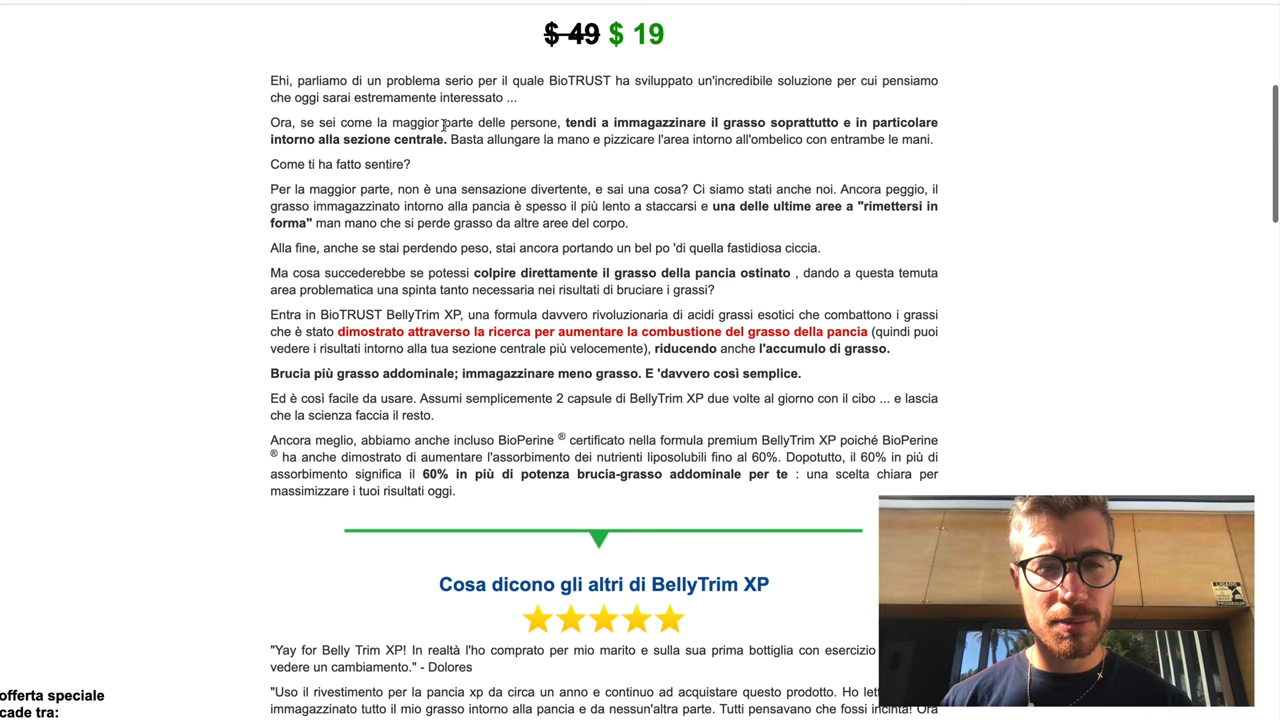 $ 49 $ 19
Ehi, parliamo di un problema serio per il quale BioTRUST ha sviluppato un'incredibile soluzione per cui pensiamo
che oggi sarai estremamente interessato ...
Ora, se sei come la maggior parte delle persone, tendi a immagazzinare il grasso soprattutto e in particolare
intorno alla sezione centrale. Basta allungare la mano e pizzicare l'area intorno all'ombelico con entrambe le mani.
Come ti ha fatto sentire?
Per la maggior parte, non è una sensazione divertente, e sai una cosa? Ci siamo stati anche noi. Ancora peggio, il
grasso immagazzinato intorno alla pancia è spesso il più lento a staccarsi e una delle ultime aree a "rimettersi in
forma" man mano che si perde grasso da altre aree del corpo.
Alla fine, anche se stai perdendo peso, stai ancora portando un bel po 'di quella fastidiosa ciccia.
Ma cosa succederebbe se potessi colpire direttamente il grasso della pancia ostinato , dando a questa temuta
area problematica una spinta tanto necessaria nei risultati di bruciare i grassi?
Entra in BioTRUST BellyTrim XP, una formula davvero rivoluzionaria di acidi grassi esotici che combattono i grassi
che è stato dimostrato attraverso la ricerca per aumentare la combustione del grasso della pancia (quindi puoi
vedere i risultati intorno alla tua sezione centrale più velocemente), riducendo anche l'accumulo di grasso.
Brucia più grasso addominale; immagazzinare meno grasso. E 'davvero così semplice.
Ed è così facile da usare. Assumi semplicemente 2 capsule di BellyTrim XP due volte al giorno con il cibo ... e lascia
che la scienza faccia il resto.
Ancora meglio, abbiamo anche incluso BioPerine ® certificato nella formula premium BellyTrim XP poiché BioPerine
® ha anche dimostrato di aumentare l'assorbimento dei nutrienti liposolubili fino al 60%. Dopotutto, il 60% in più di
assorbimento significa il 60% in più di potenza brucia-grasso addominale per te : una scelta chiara per
massimizzare i tuoi risultati oggi.
Cosa dicono gli altri di BellyTrim XP
"Yay for Belly Trim XP! In realtà l'ho comprato per mio marito e sulla sua prima bottiglia con esercizio
vedere un cambiamento." - Dolores
"Uso il rivestimento per la pancia xp da circa un anno e continuo ad acquistare questo prodotto. Ho lett
immagazzinato tutto il mio grasso intorno alla pancia e da nessun'altra parte. Tutti pensavano che fossi incinta! Ora
offerta speciale
cade tra:
PROSEGUR